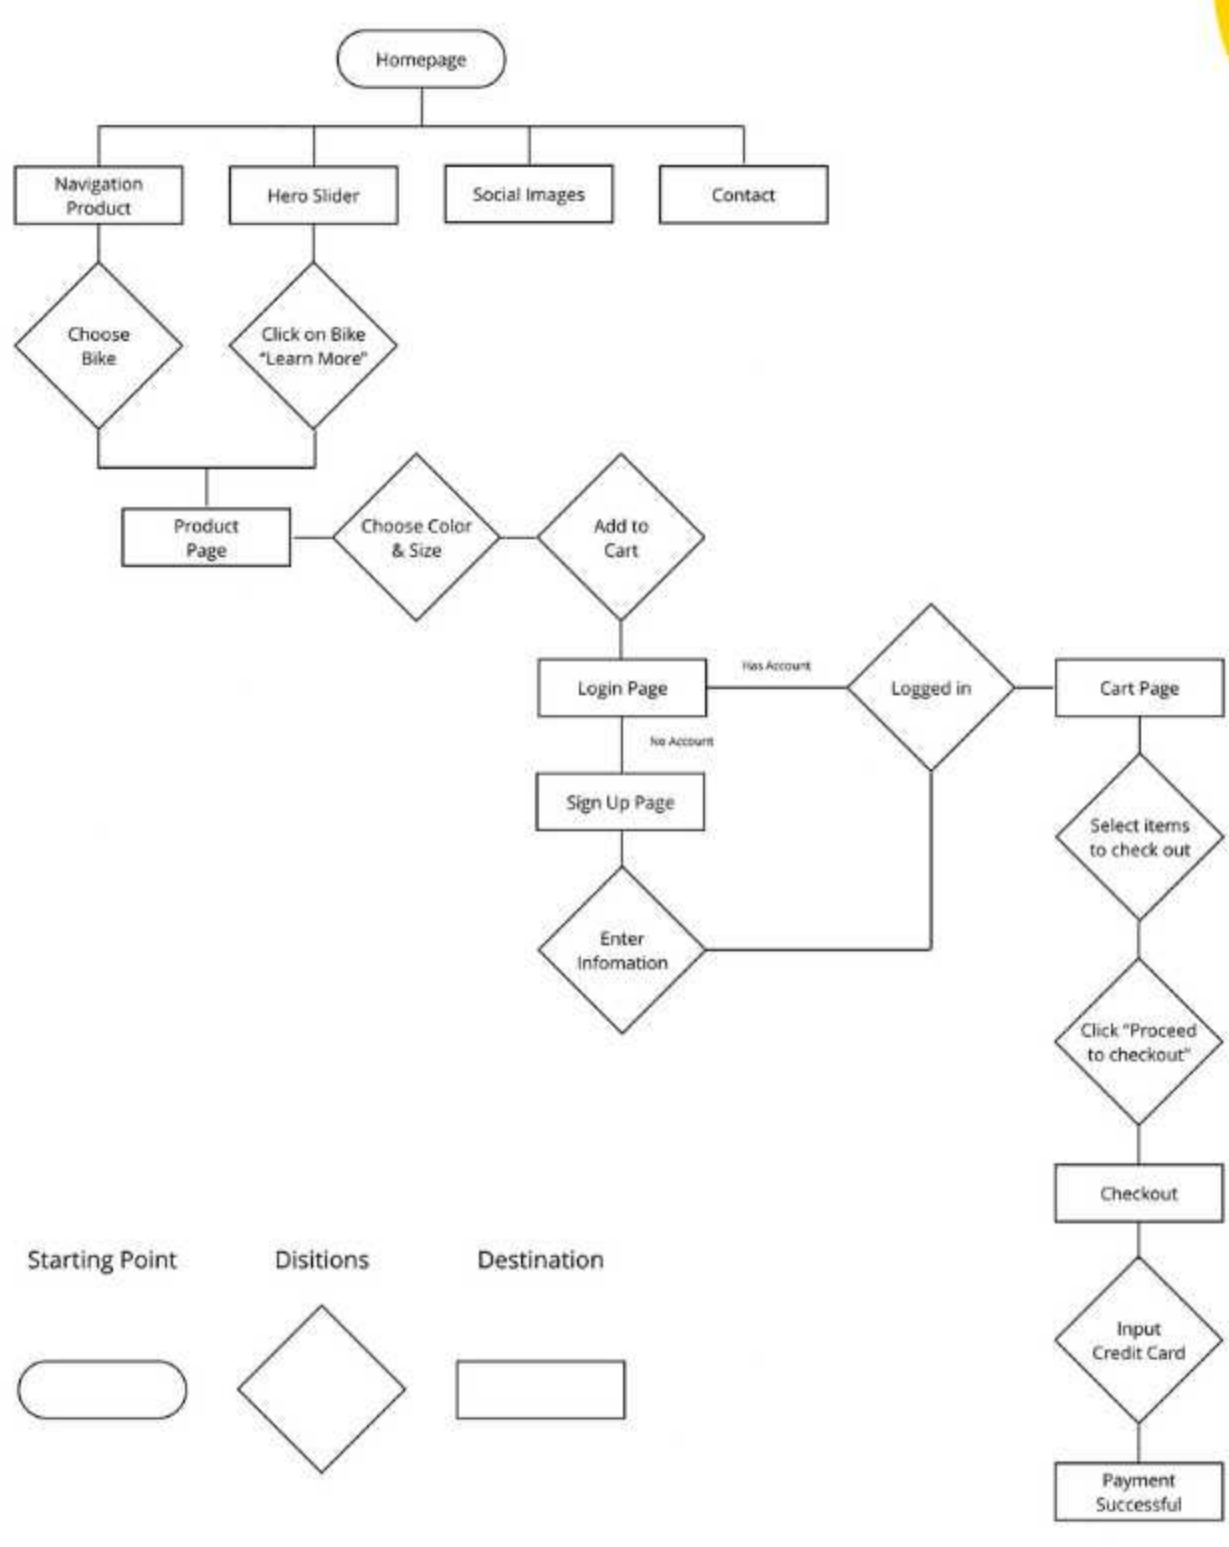 Homepage
Navigation
Product
Hero Slider
Social Images
Contact
Choose
Bike
Click on Bike
"Learn More"
Product
Page
Choose Color
& Size
Add to
Cart
Login Page
Has Account
Logged in
Cart Page
No Account
Sign Up Page
Select items
to check out
Enter
Infomation
Click "Proceed
to checkout"
Checkout
Starting Point
Disitions
Destination
Input
Credit Card
Payment
Successful